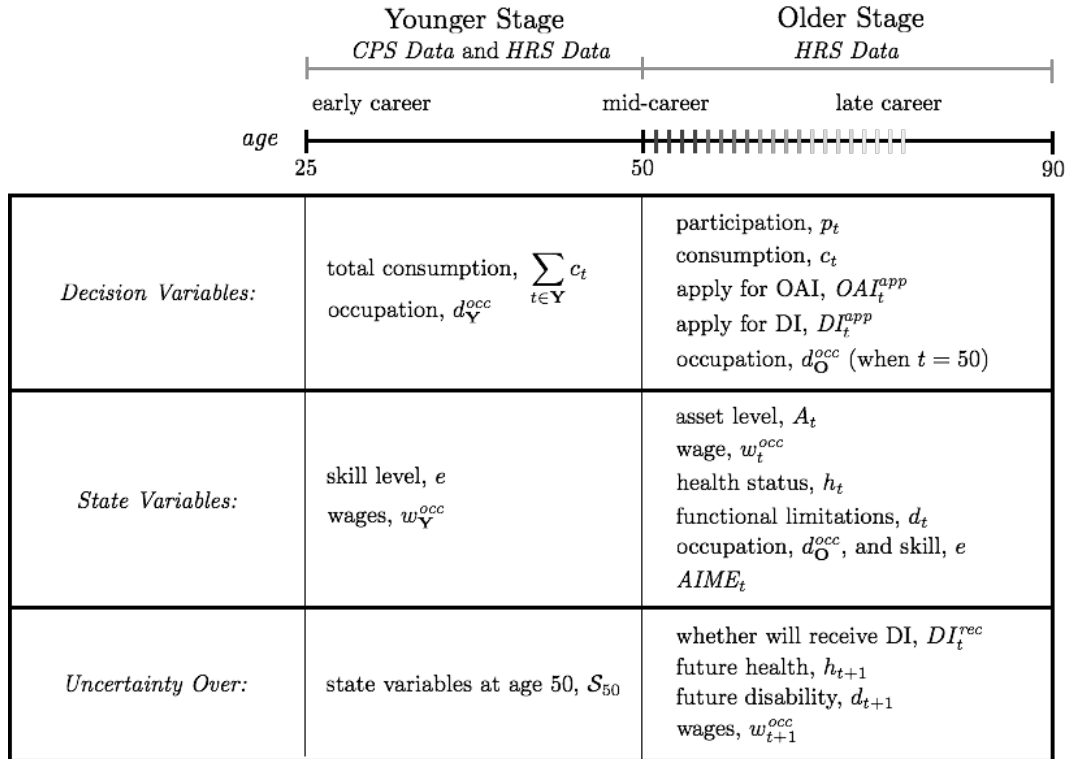 Younger Stage
CPS Data and HRS Data
Older Stage
HRS Data
early career
mid-career
late career
age
25
50
90
Decision Variables:
total consumption, ∑_{t∈𝐘} c_t
occupation, d_𝐘^{occ}
participation, p_t
consumption, c_t
apply for OAI, OAI_t^{app}
apply for DI, DI_t^{app}
occupation, d_𝐎^{occ} (when t = 50)
State Variables:
skill level, e
wages, w_𝐘^{occ}
asset level, A_t
wage, w_t^{occ}
health status, h_t
functional limitations, d_t
occupation, d_𝐎^{occ}, and skill, e
AIME_t
Uncertainty Over:
state variables at age 50, 𝒮_{50}
whether will receive DI, DI_t^{rec}
future health, h_{t+1}
future disability, d_{t+1}
wages, w_{t+1}^{occ}